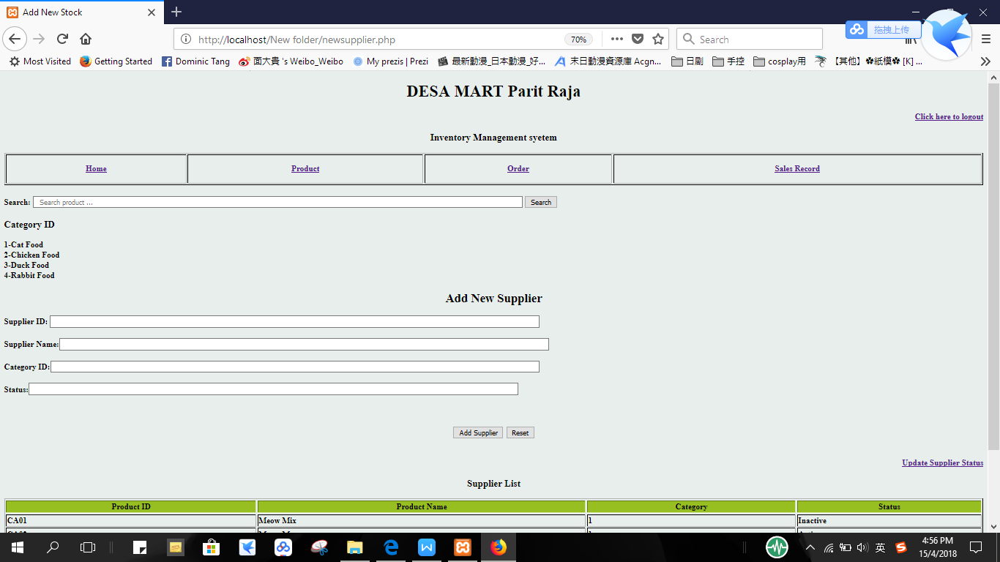 Add New Stock
http://localhost/New folder/newsupplier.php
70%
Search
拖拽上传
Most Visited
Getting Started
Dominic Tang
面大貴 's Weibo_Weibo
My prezis | Prezi
最新動漫_日本動漫_好...
末日動漫資源庫 Acgn...
日剧
手控
cosplay用
【其他】✿紙模✿ [K] ...
DESA MART Parit Raja
Click here to logout
Inventory Management syetem
Home Product Order Sales Record
Search: Search product ... Search
Category ID
1-Cat Food
2-Chicken Food
3-Duck Food
4-Rabbit Food
Add New Supplier
Supplier ID:
Supplier Name:
Category ID:
Status:
Add Supplier Reset
Update Supplier Status
Supplier List
Product ID Product Name Category Status
CA01 Meow Mix 1 Inactive
英
4:56 PM
15/4/2018